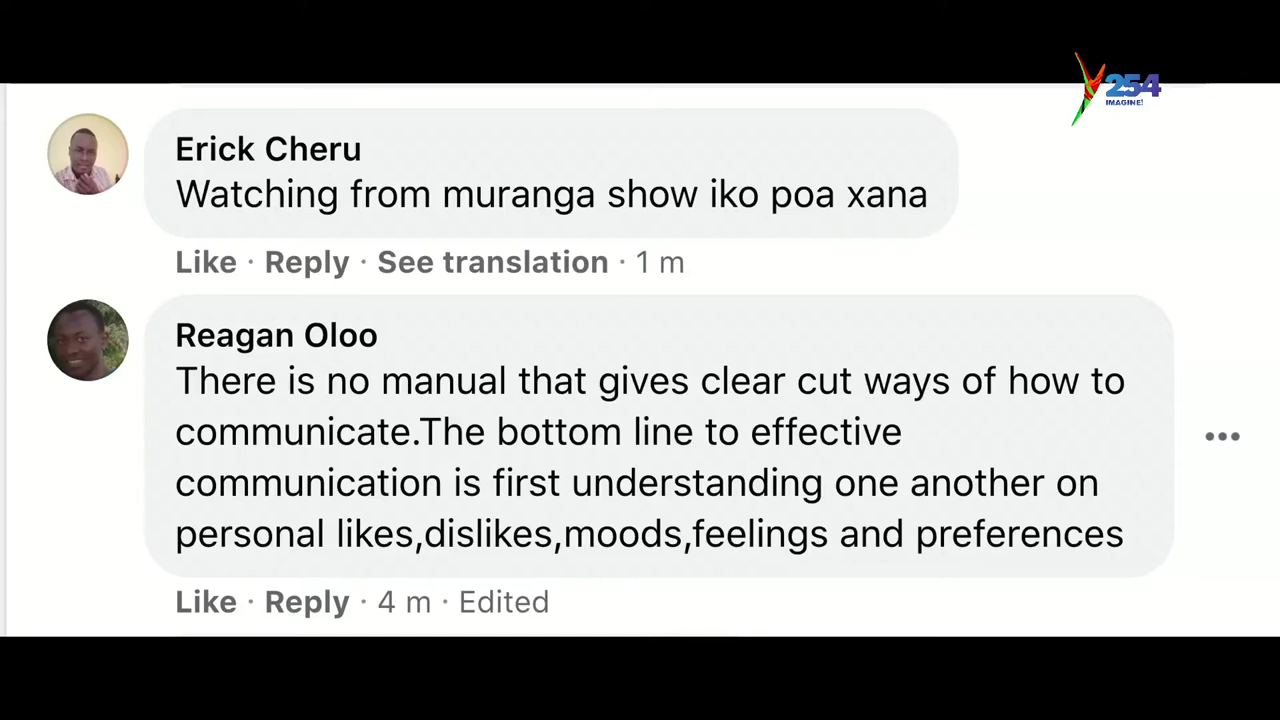 254
IMAGINE!
Erick Cheru
Watching from muranga show iko poa xana
Like · Reply · See translation · 1 m
Reagan Oloo
There is no manual that gives clear cut ways of how to
communicate.The bottom line to effective
communication is first understanding one another on
personal likes,dislikes,moods,feelings and preferences
Like · Reply · 4 m · Edited